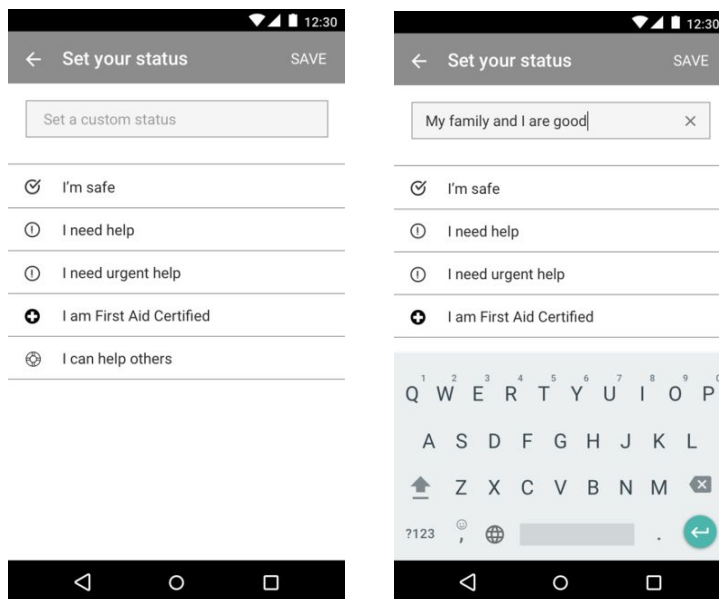 12:30
Set your status SAVE
Set a custom status
I'm safe
I need help
I need urgent help
I am First Aid Certified
I can help others
12:30
Set your status SAVE
My family and I are good
I'm safe
I need help
I need urgent help
I am First Aid Certified
1 2 3 4 5 6 7 8 9 0
Q W E R T Y U I O P
A S D F G H J K L
Z X C V B N M
?123 , .